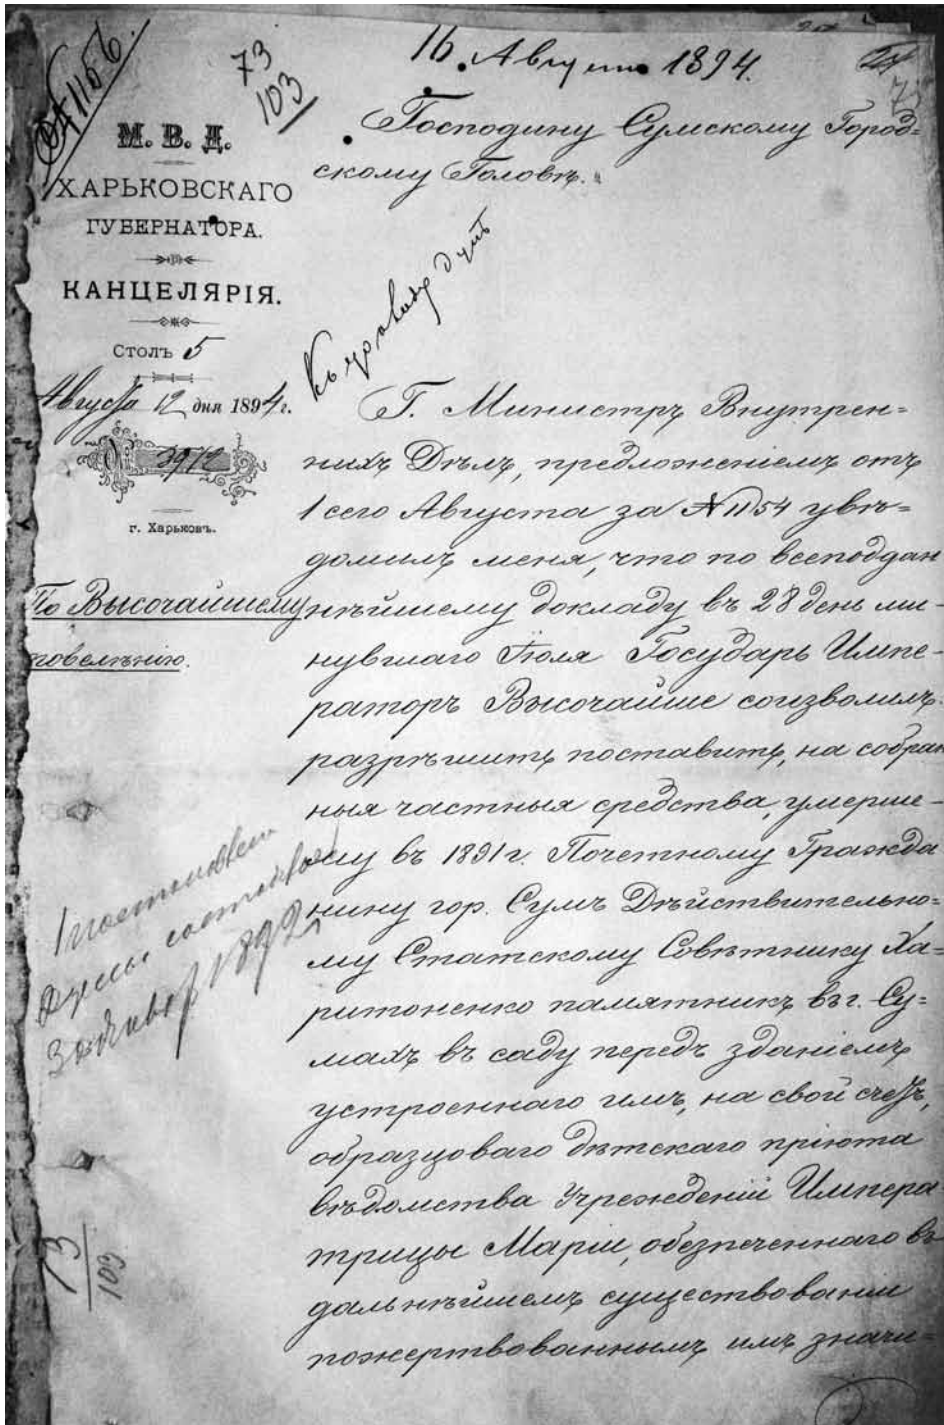 16 Августа 1894.
73
103
М. В. Д.
ХАРЬКОВСКАГО
ГУБЕРНАТОРА.
КАНЦЕЛЯРІЯ.
Столъ 5
Августа 12 дня 1894 г.
№ 3972
г. Харьковъ.
По Высочайшему
повелѣнію.
Господину Сумскому Город=
скому Головѣ.
Г. Министръ Внутрен=
нихъ Дѣлъ, предложеніемъ отъ
1 сего Августа за № 1154 увѣ=
домилъ меня, что по всеподдан
нѣйшему докладу въ 28 день ми-
нувшаго Іюля Государь Импе-
раторъ Высочайше соизволилъ
разрѣшить поставить, на собран
ныя частныя средства, умерше-
му въ 1891 г. Почетному Гражда
нину гор. Сумъ Дѣйствительно=
му Статскому Совѣтнику Ха=
ритоненко памятникъ въ г. Су=
махъ въ саду передъ зданіемъ
устроеннаго имъ, на свой счетъ,
образцоваго дѣтскаго пріюта
вѣдомства Учрежденій Импера
трицы Маріи, обезпеченнаго въ
дальнѣйшемъ существованіи
пожертвованнымъ имъ значи=
1892
73
103